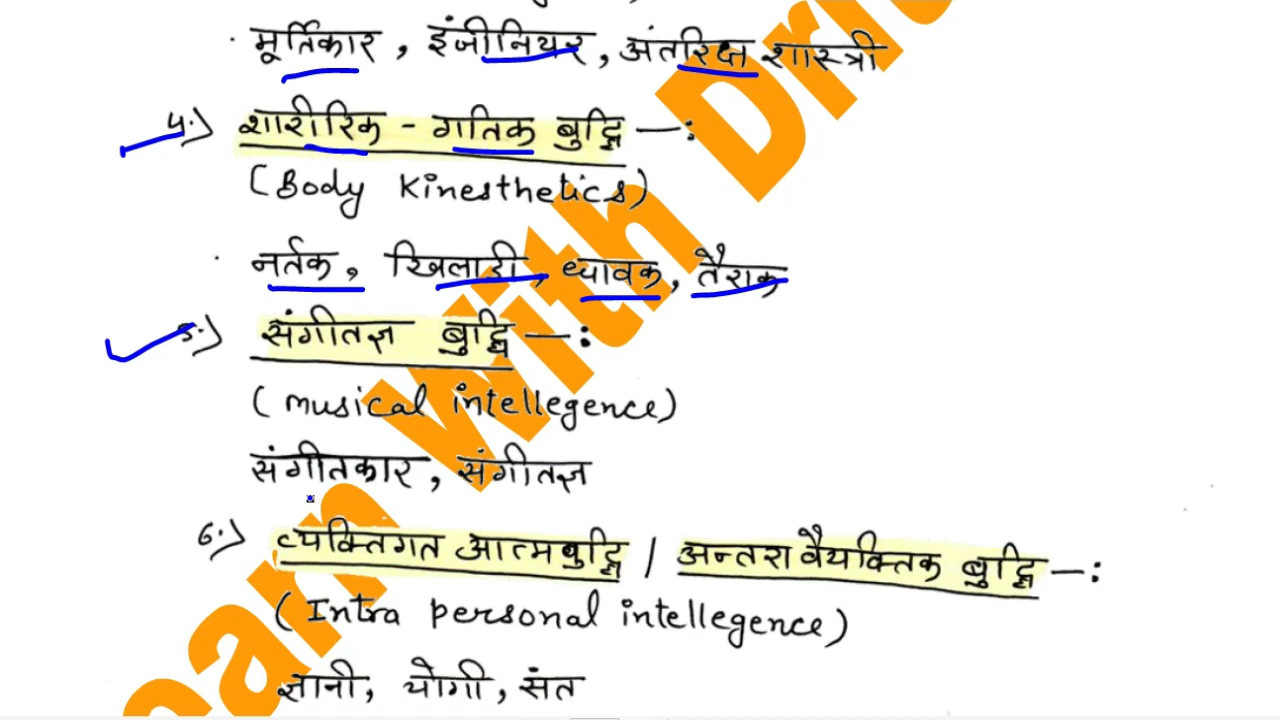 . मूर्तिकार, इंजीनियर, अंतरिक्ष शास्त्री
4.) शारीरिक - गतिक बुद्धि —:
(Body Kinesthetics)
. नर्तक, खिलाडी, ध्यावक, तैराक
5.) संगीतज्ञ बुद्धि —:
(musical intellegence)
संगीतकार, संगीतज्ञ
6.) व्यक्तिगत आत्मबुद्धि / अन्तरा वैयक्तिक बुद्धि —:
(Intra personal intellegence)
ज्ञानी, योगी, संत
with